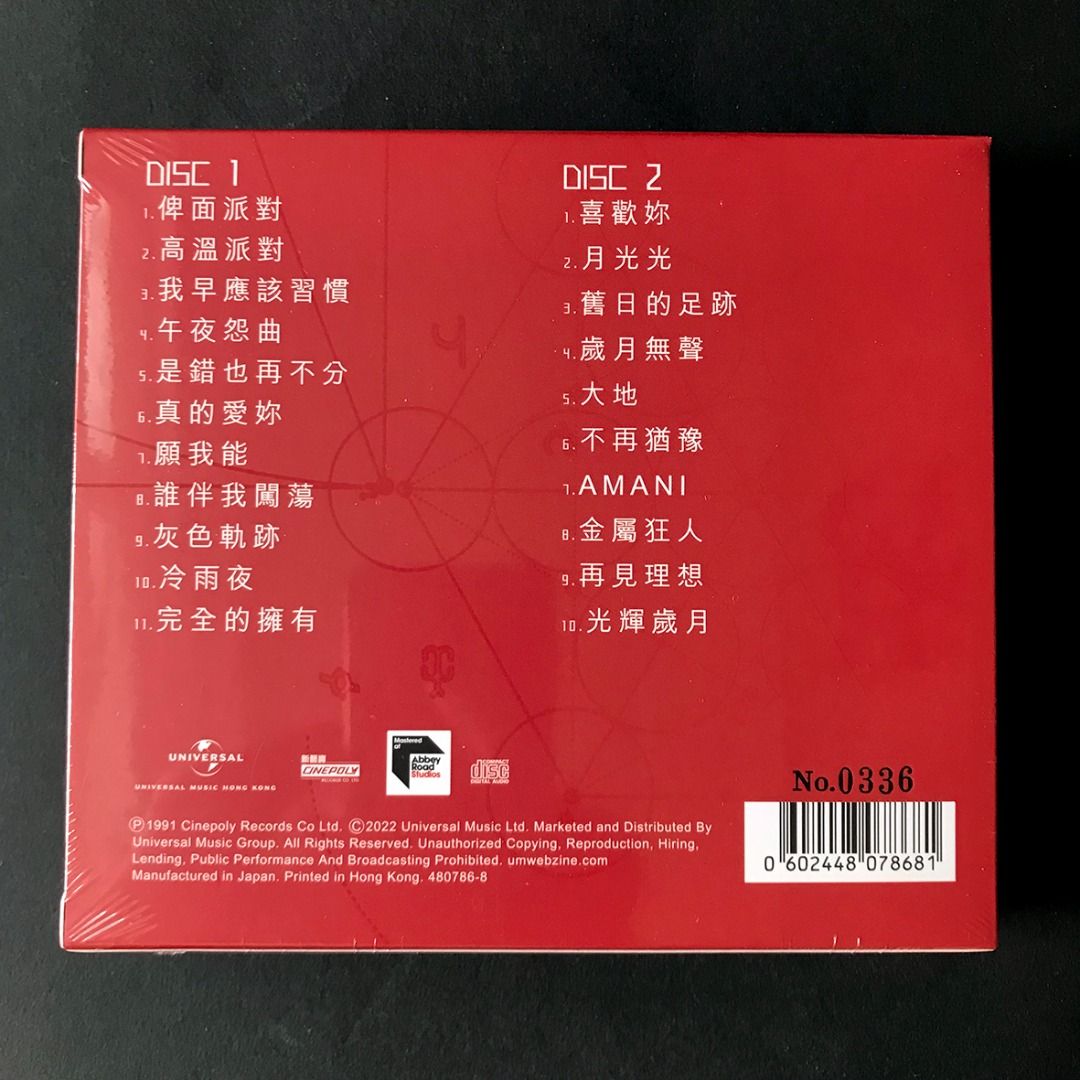 DISC 1
1.俾面派對
2.高溫派對
3.我早應該習慣
4.午夜怨曲
5.是錯也再不分
6.真的愛妳
7.願我能
8.誰伴我闖蕩
9.灰色軌跡
10.冷雨夜
11.完全的擁有
DISC 2
1.喜歡妳
2.月光光
3.舊日的足跡
4.歲月無聲
5.大地
6.不再猶豫
7.AMANI
8.金屬狂人
9.再見理想
10.光輝歲月
UNIVERSAL
UNIVERSAL MUSIC HONG KONG
新藝寶
CINEPOLY
RECORDS CO. LTD.
Mastered
at
Abbey
Road
Studios
COMPACT
disc
DIGITAL AUDIO
No.0336
Ⓟ1991 Cinepoly Records Co Ltd. Ⓒ2022 Universal Music Ltd. Marketed and Distributed By
Universal Music Group. All Rights Reserved. Unauthorized Copying, Reproduction, Hiring,
Lending, Public Performance And Broadcasting Prohibited. umwebzine.com
Manufactured in Japan. Printed in Hong Kong. 480786-8
0 602448 078681